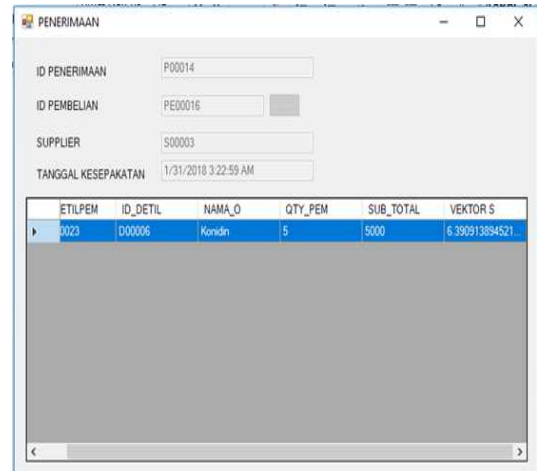 PENERIMAAN
ID PENERIMAAN P00014
ID PEMBELIAN PE00016
SUPPLIER S00003
TANGGAL KESEPAKATAN 1/31/2018 3:22:59 AM
ETILPEM ID_DETIL NAMA_O QTY_PEM SUB_TOTAL VEKTOR S
0023 D00006 Konidin 5 5000 6.390913894521...